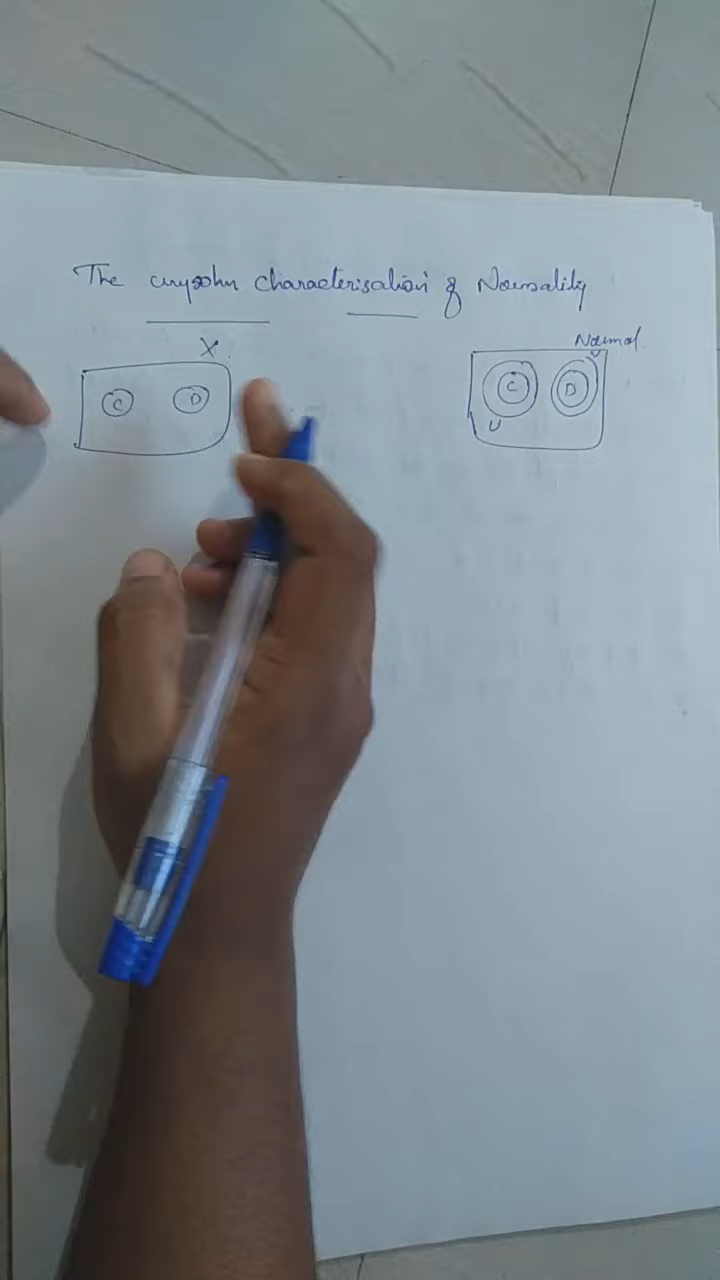 The urysohn characterisation of Normality
X
C D
Normal.
C D
U V